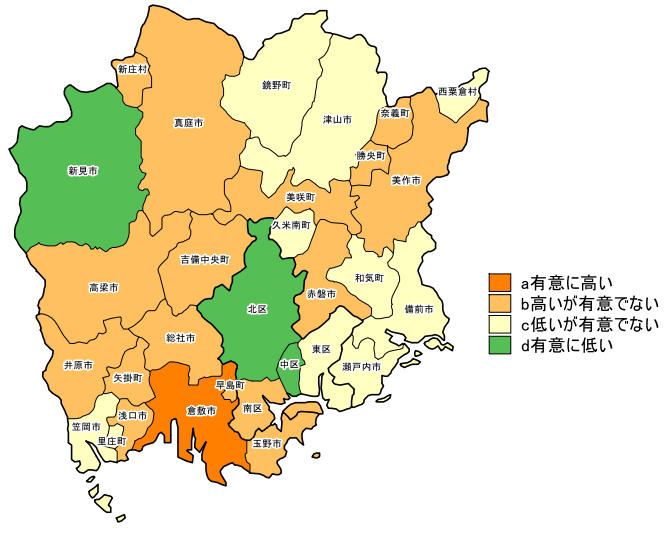 新庄村
鏡野町
西粟倉村
真庭市
津山市
奈義町
勝央町
新見市
美作市
美咲町
久米南町
吉備中央町
和気町
高梁市
赤磐市
備前市
北区
総社市
東区
井原市
中区
瀬戸内市
矢掛町
早島町
浅口市
倉敷市
南区
笠岡市
里庄町
玉野市
a有意に高い
b高いが有意でない
c低いが有意でない
d有意に低い